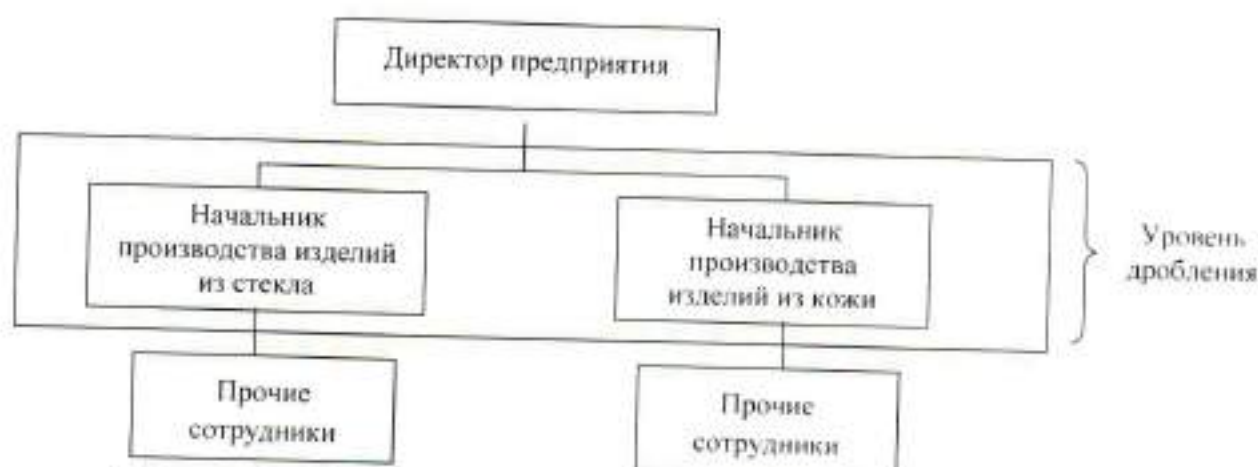 Директор предприятия
Начальник
производства изделий
из стекла
Начальник
производства
изделий из кожи
Уровень
дробления
Прочие
сотрудники
Прочие
сотрудники